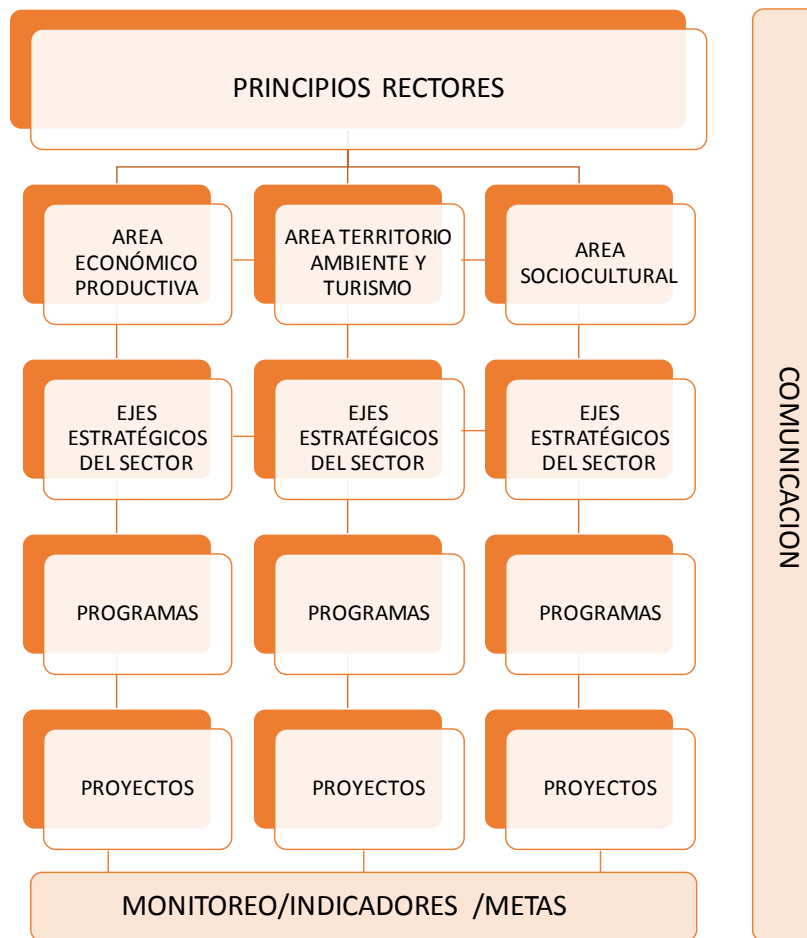 PRINCIPIOS RECTORES
AREA
ECONÓMICO
PRODUCTIVA
AREA TERRITORIO
AMBIENTE Y
TURISMO
AREA
SOCIOCULTURAL
EJES
ESTRATÉGICOS
DEL SECTOR
EJES
ESTRATÉGICOS
DEL SECTOR
EJES
ESTRATÉGICOS
DEL SECTOR
PROGRAMAS
PROGRAMAS
PROGRAMAS
PROYECTOS
PROYECTOS
PROYECTOS
MONITOREO/INDICADORES /METAS
COMUNICACION